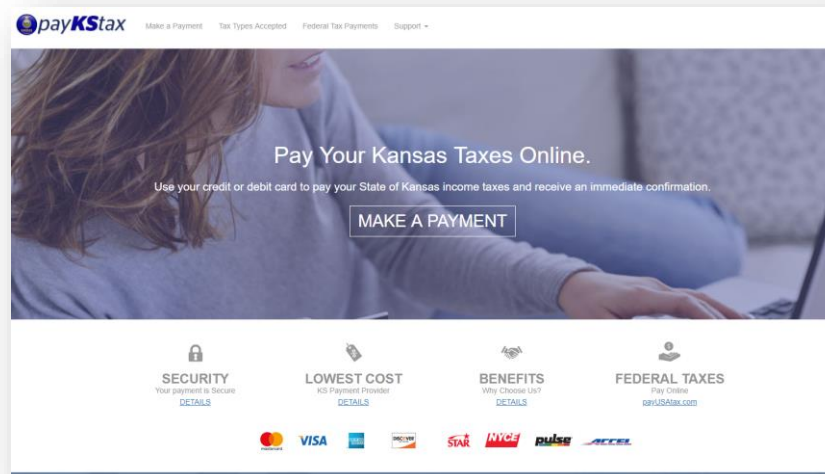 payKStax
Make a Payment Tax Types Accepted Federal Tax Payments Support
Pay Your Kansas Taxes Online.
Use your credit or debit card to pay your State of Kansas income taxes and receive an immediate confirmation.
MAKE A PAYMENT
SECURITY LOWEST COST BENEFITS FEDERAL TAXES
Your payment is Secure KS Payment Provider Why Choose Us? Pay Online
DETAILS DETAILS DETAILS payUSAtax.com
mastercard VISA DISCOVER STAR NYCE pulse ACCEL